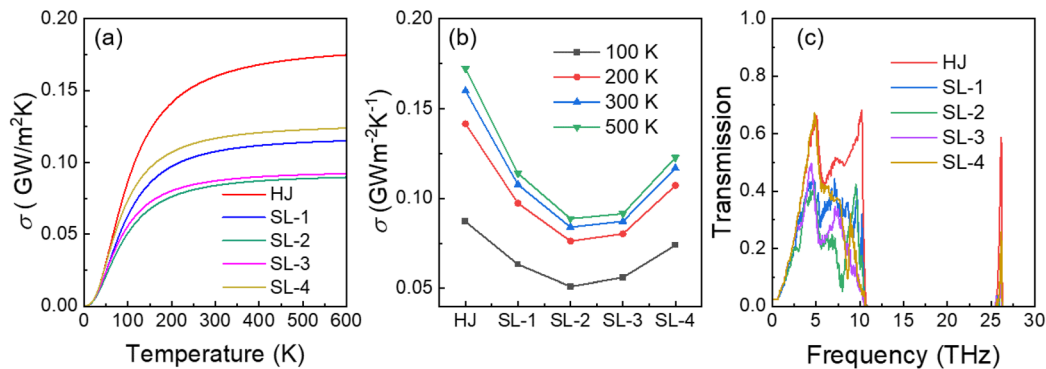 (a)
0.20
0.15
0.10
0.05
0.00
σ ( GW/m²K)
HJ
SL-1
SL-2
SL-3
SL-4
0 100 200 300 400 500 600
Temperature (K)
(b)
0.20
0.15
0.10
0.05
σ (GWm⁻²K⁻¹)
100 K
200 K
300 K
500 K
HJ SL-1 SL-2 SL-3 SL-4
(c)
1.0
0.8
0.6
0.4
0.2
0.0
Transmission
HJ
SL-1
SL-2
SL-3
SL-4
0 5 10 15 20 25 30
Frequency (THz)